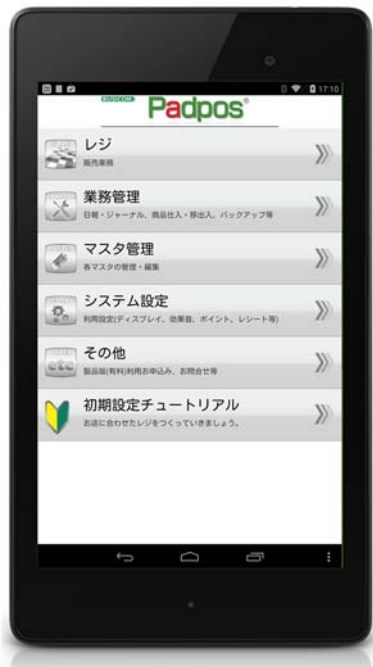 17:10
BUSICOM
Padpos®
レジ
販売業務
業務管理
日報・ジャーナル、商品仕入・移出入、バックアップ等
マスタ管理
各マスタの管理・編集
システム設定
利用設定(ディスプレイ、効果音、ポイント、レシート等)
etc
その他
製品版(有料)利用お申込み、お問合せ等
初期設定チュートリアル
お店に合わせたレジをつくっていきましょう。